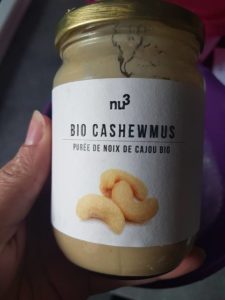 nu3
BIO CASHEWMUS
PURÉE DE NOIX DE CAJOU BIO